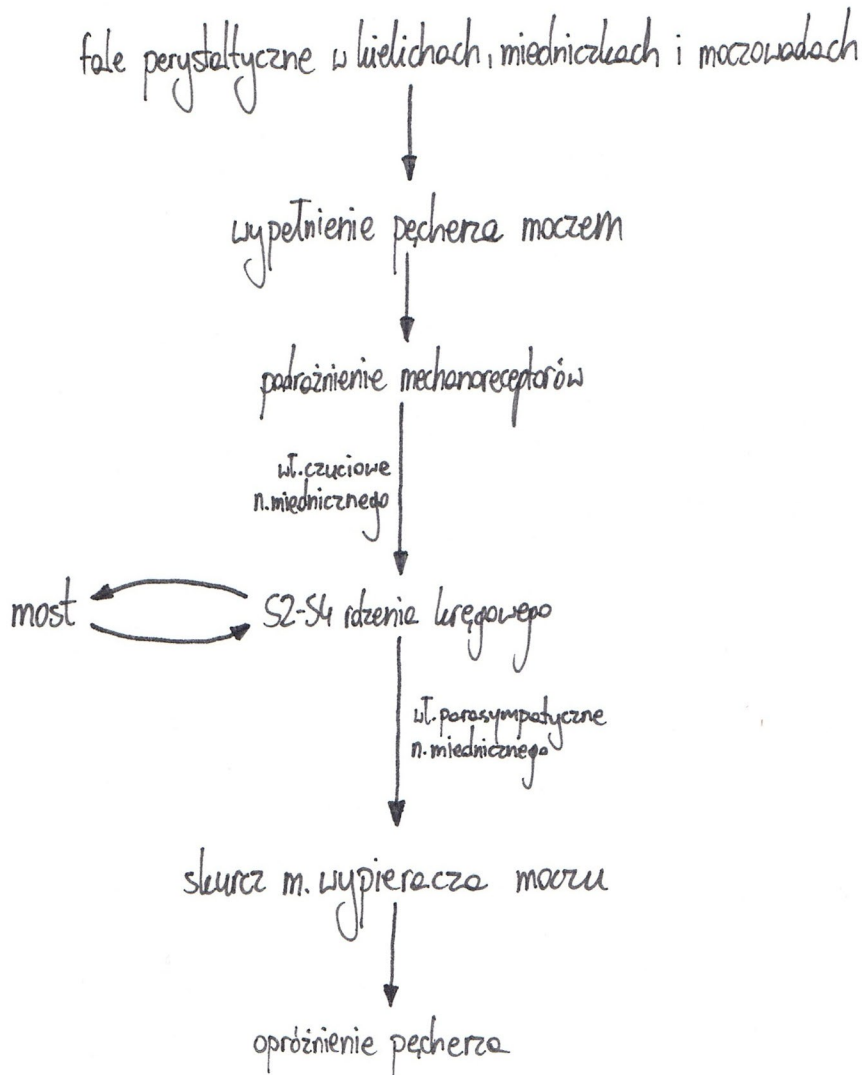 fale perystaltyczne w kielichach, miedniczkach i moczowodach
wypełnienie pęcherza moczem
podrażnienie mechanoreceptorów
wł. czuciowe
n. miednicznego
most
S2-S4 rdzenia kręgowego
wł. parasympatyczne
n. miednicznego
skurcz m. wypieracza moczu
opróżnienie pęcherza